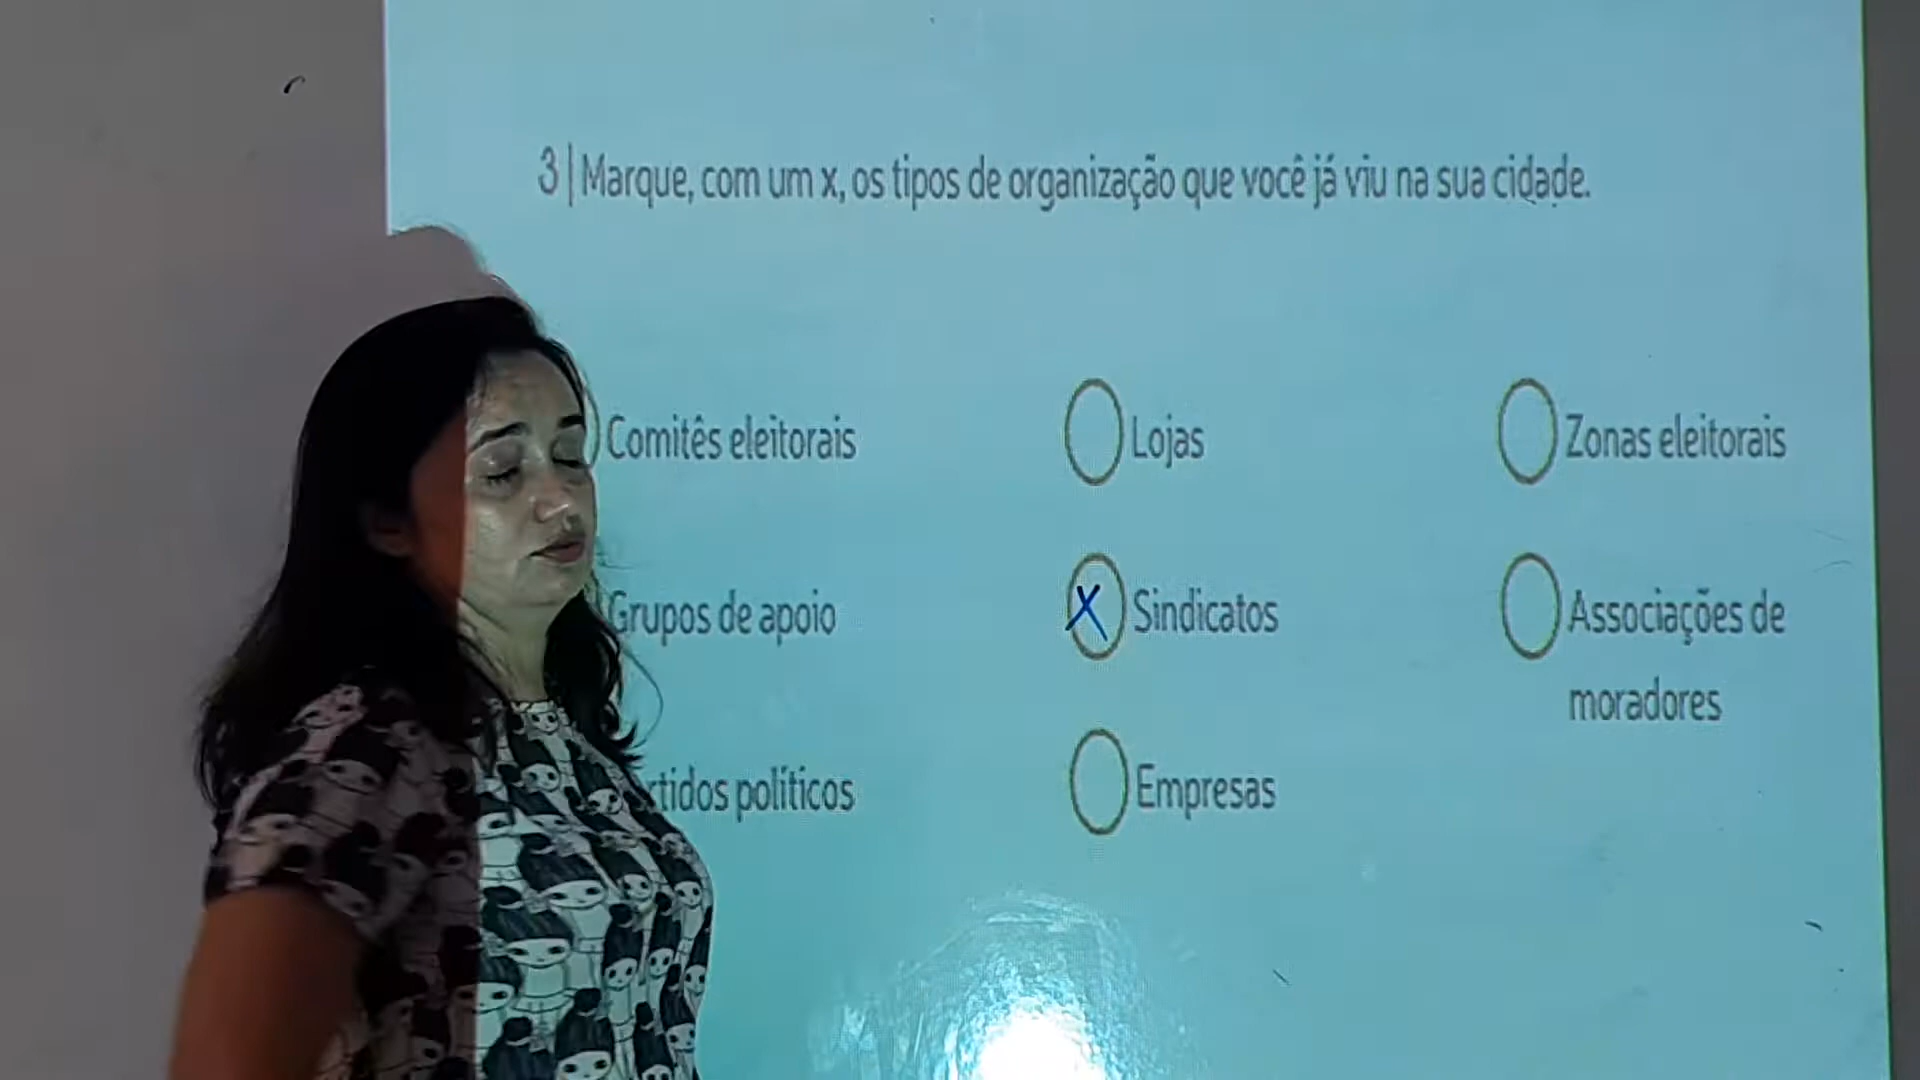 3 | Marque, com um x, os tipos de organização que você já viu na sua cidade.
Comitês eleitorais
Lojas
Zonas eleitorais
Grupos de apoio
X Sindicatos
Associações de
moradores
políticos
Empresas